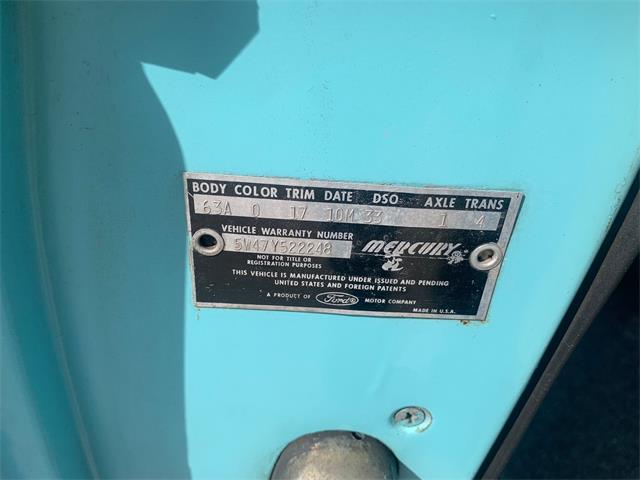 BODY COLOR TRIM DATE DSO AXLE TRANS
63A O 17 10M 33 1 4
VEHICLE WARRANTY NUMBER
5W47Y522248
MERCURY
NOT FOR TITLE OR
REGISTRATION PURPOSES
THIS VEHICLE IS MANUFACTURED UNDER ISSUED AND PENDING
UNITED STATES AND FOREIGN PATENTS
A PRODUCT OF Ford MOTOR COMPANY
MADE IN U.S.A.